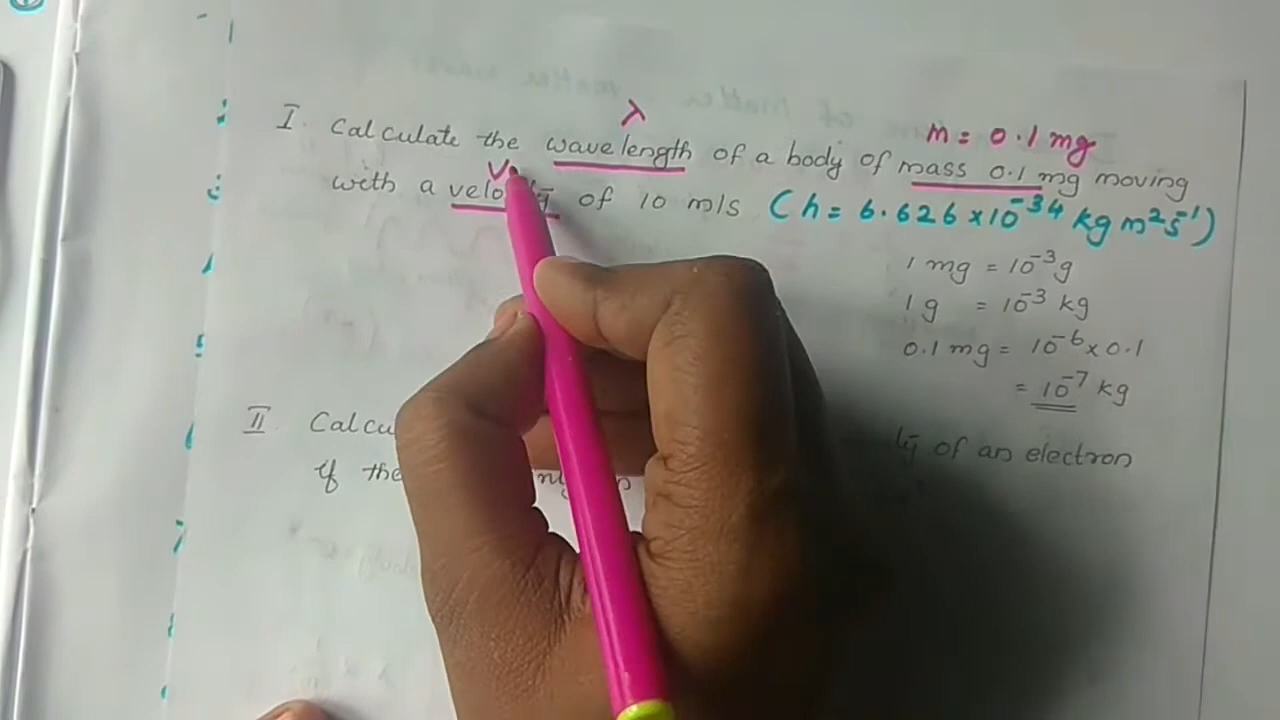 λ
I. Calculate the wavelength of a body of mass 0.1 mg moving
m = 0.1 mg
V
with a of 10 m/s (h = 6.626 × 10⁻³⁴ kg m² s⁻¹)
1 mg = 10⁻³ g
1 g = 10⁻³ kg
0.1 mg = 10⁻⁶ × 0.1
= 10⁻⁷ kg
II of an electron
If the